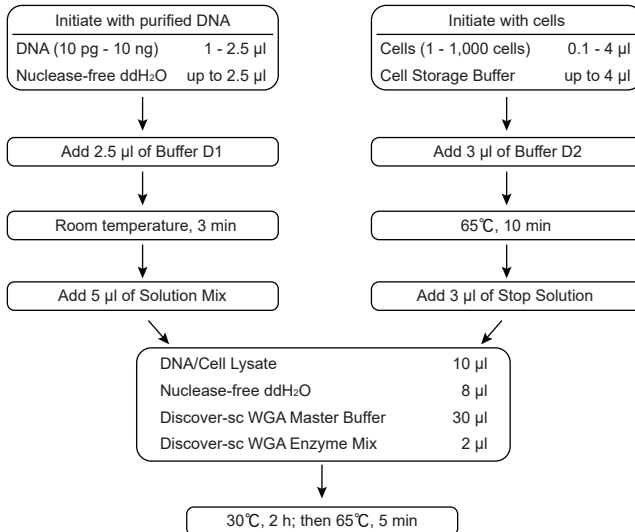 Initiate with purified DNA
DNA (10 pg - 10 ng) 1 - 2.5 µl
Nuclease-free ddH₂O up to 2.5 µl
Add 2.5 µl of Buffer D1
Room temperature, 3 min
Add 5 µl of Solution Mix
Initiate with cells
Cells (1 - 1,000 cells) 0.1 - 4 µl
Cell Storage Buffer up to 4 µl
Add 3 µl of Buffer D2
65℃, 10 min
Add 3 µl of Stop Solution
DNA/Cell Lysate 10 µl
Nuclease-free ddH₂O 8 µl
Discover-sc WGA Master Buffer 30 µl
Discover-sc WGA Enzyme Mix 2 µl
30℃, 2 h; then 65℃, 5 min